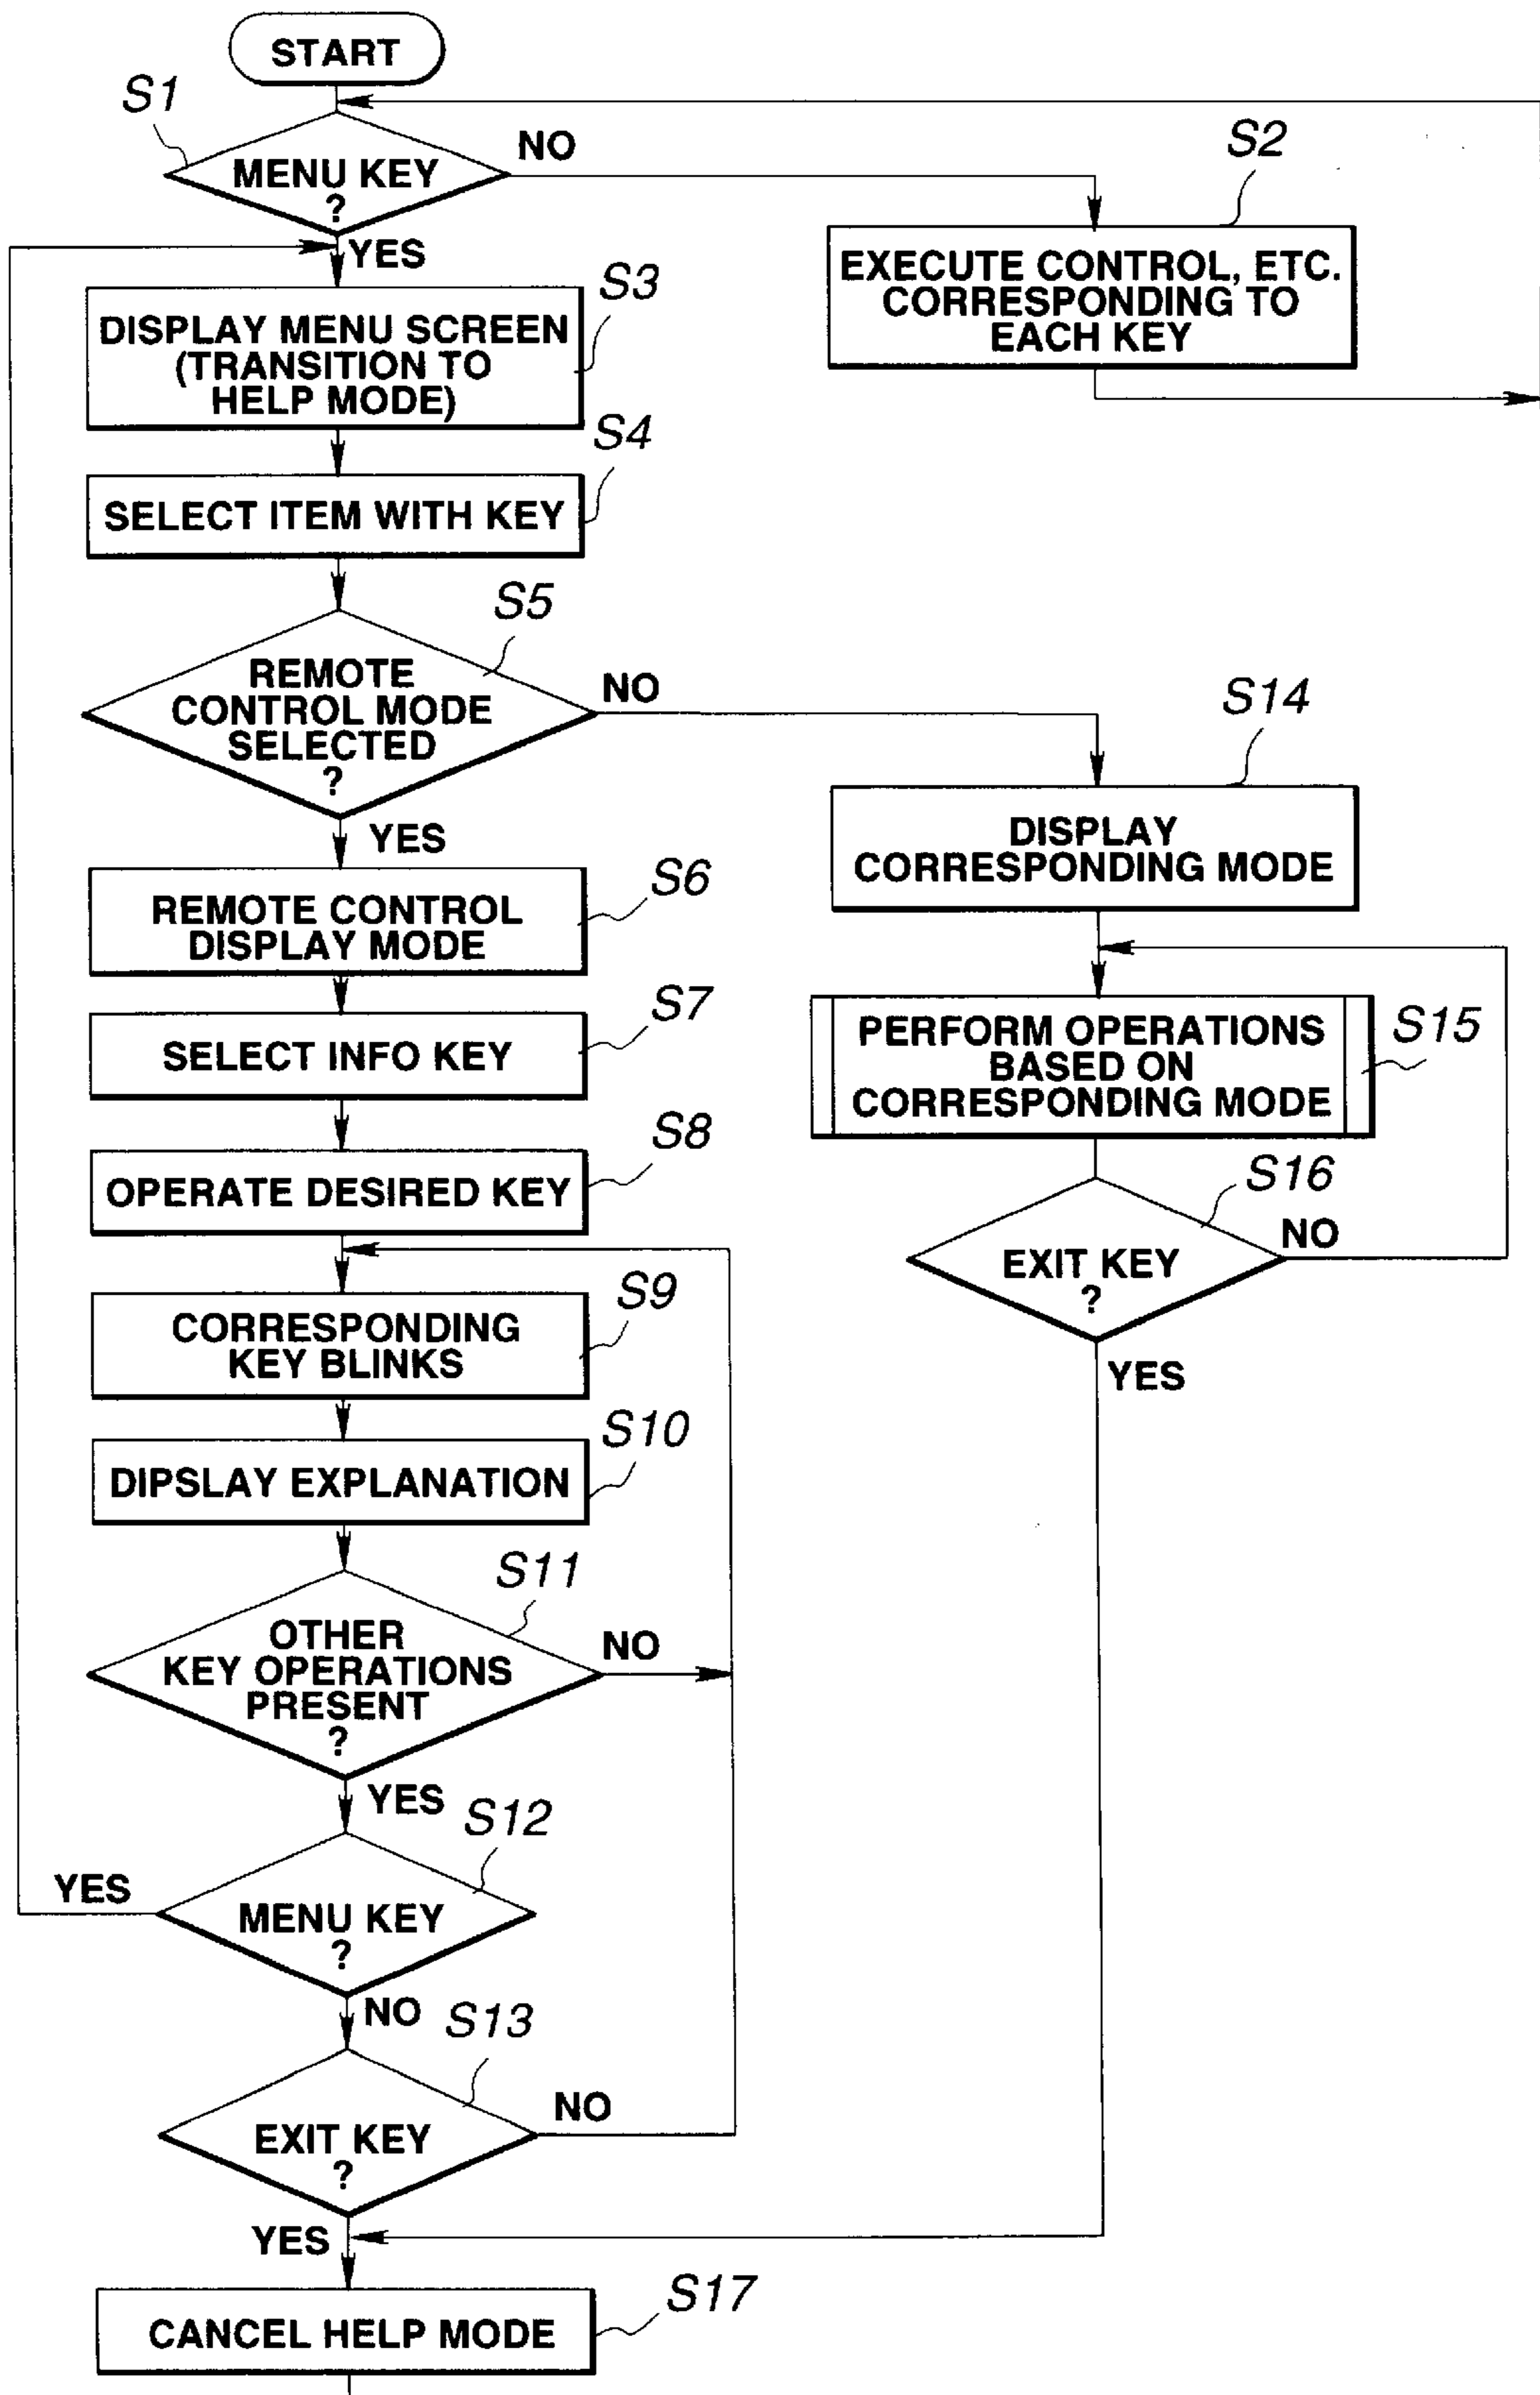 START
S1
MENU KEY
?
NO
YES
S2
EXECUTE CONTROL, ETC.
CORRESPONDING TO
EACH KEY
S3
DISPLAY MENU SCREEN
(TRANSITION TO
HELP MODE)
S4
SELECT ITEM WITH KEY
S5
REMOTE
CONTROL MODE
SELECTED
?
NO
YES
S6
REMOTE CONTROL
DISPLAY MODE
S7
SELECT INFO KEY
S8
OPERATE DESIRED KEY
S9
CORRESPONDING
KEY BLINKS
S10
DIPSLAY EXPLANATION
S11
OTHER
KEY OPERATIONS
PRESENT
?
NO
YES
S12
MENU KEY
?
YES
NO
S13
EXIT KEY
?
NO
YES
S14
DISPLAY
CORRESPONDING MODE
S15
PERFORM OPERATIONS
BASED ON
CORRESPONDING MODE
S16
EXIT KEY
?
NO
YES
S17
CANCEL HELP MODE